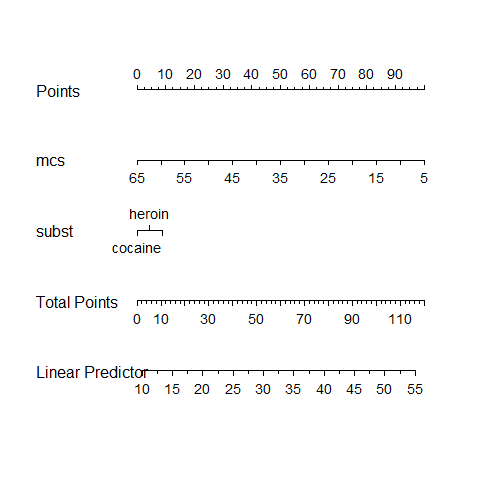 0 10 20 30 40 50 60 70 80 90
Points
mcs
65 55 45 35 25 15 5
heroin
subst
cocaine
Total Points
0 10 30 50 70 90 110
Linear Predictor
10 15 20 25 30 35 40 45 50 55